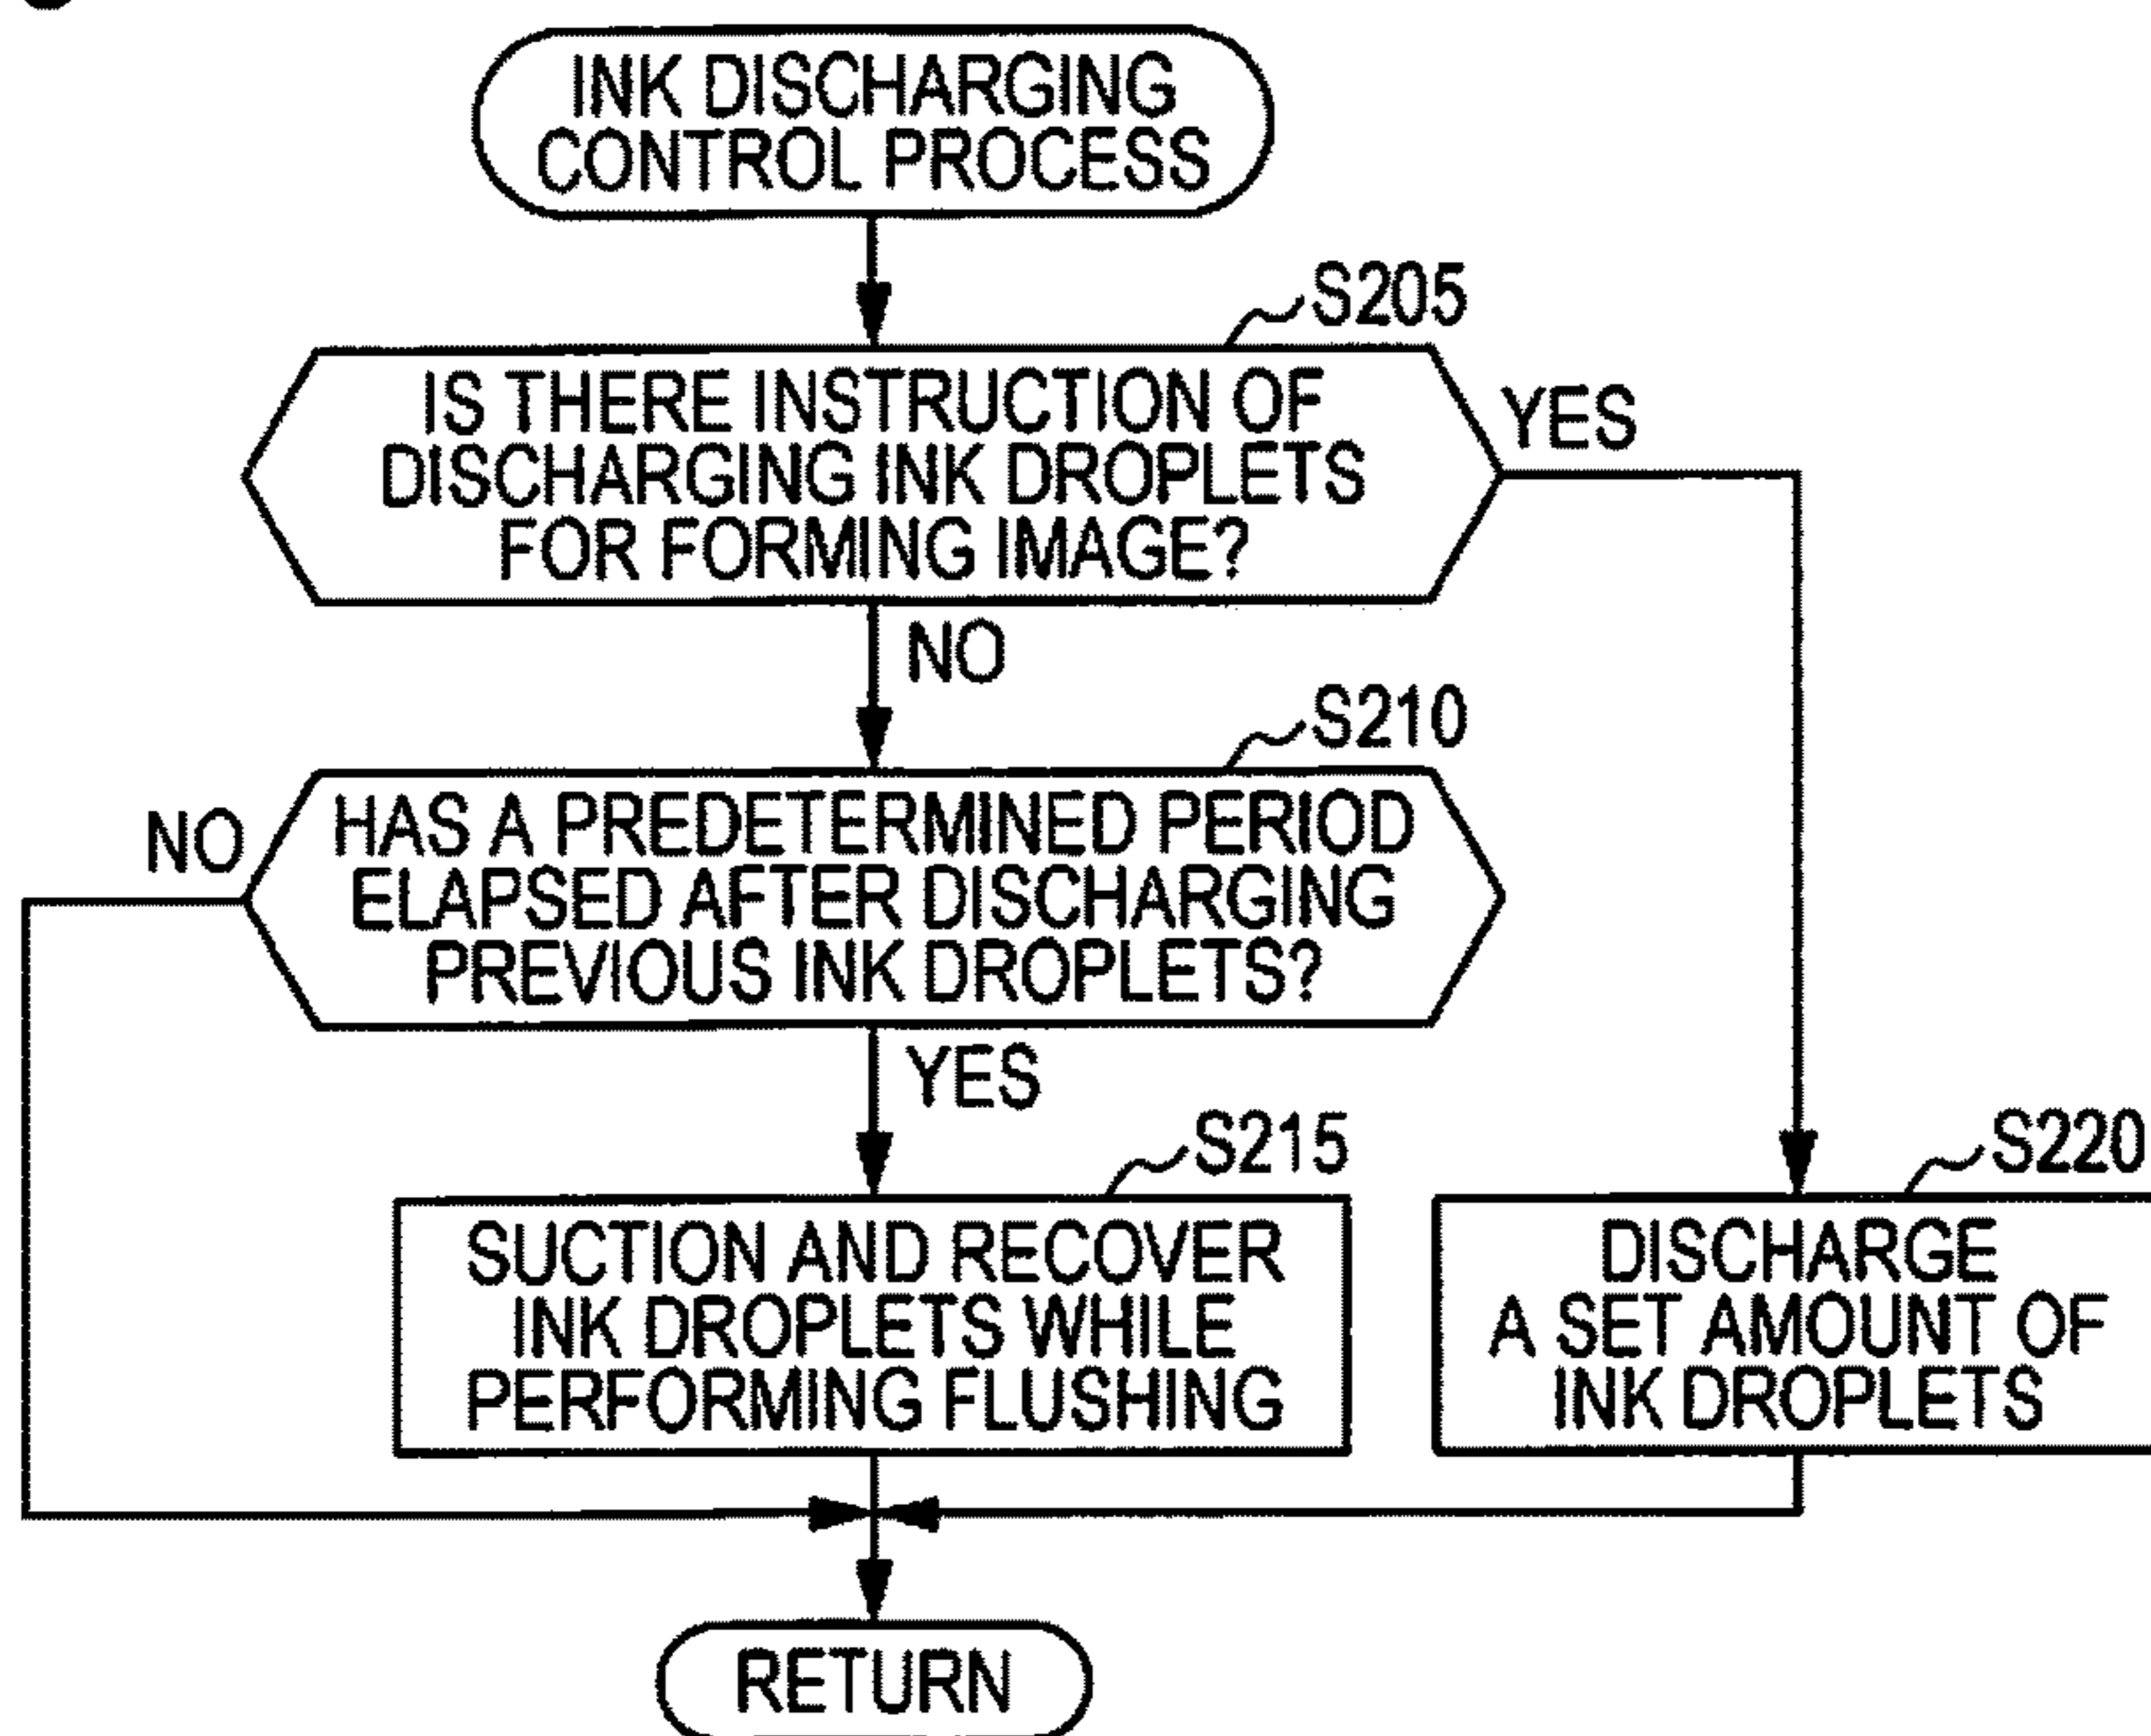 INK DISCHARGING
CONTROL PROCESS
S205
IS THERE INSTRUCTION OF
DISCHARGING INK DROPLETS
FOR FORMING IMAGE?
YES
NO
S210
HAS A PREDETERMINED PERIOD
ELAPSED AFTER DISCHARGING
PREVIOUS INK DROPLETS?
NO
YES
S215
SUCTION AND RECOVER
INK DROPLETS WHILE
PERFORMING FLUSHING
S220
DISCHARGE
A SET AMOUNT OF
INK DROPLETS
RETURN